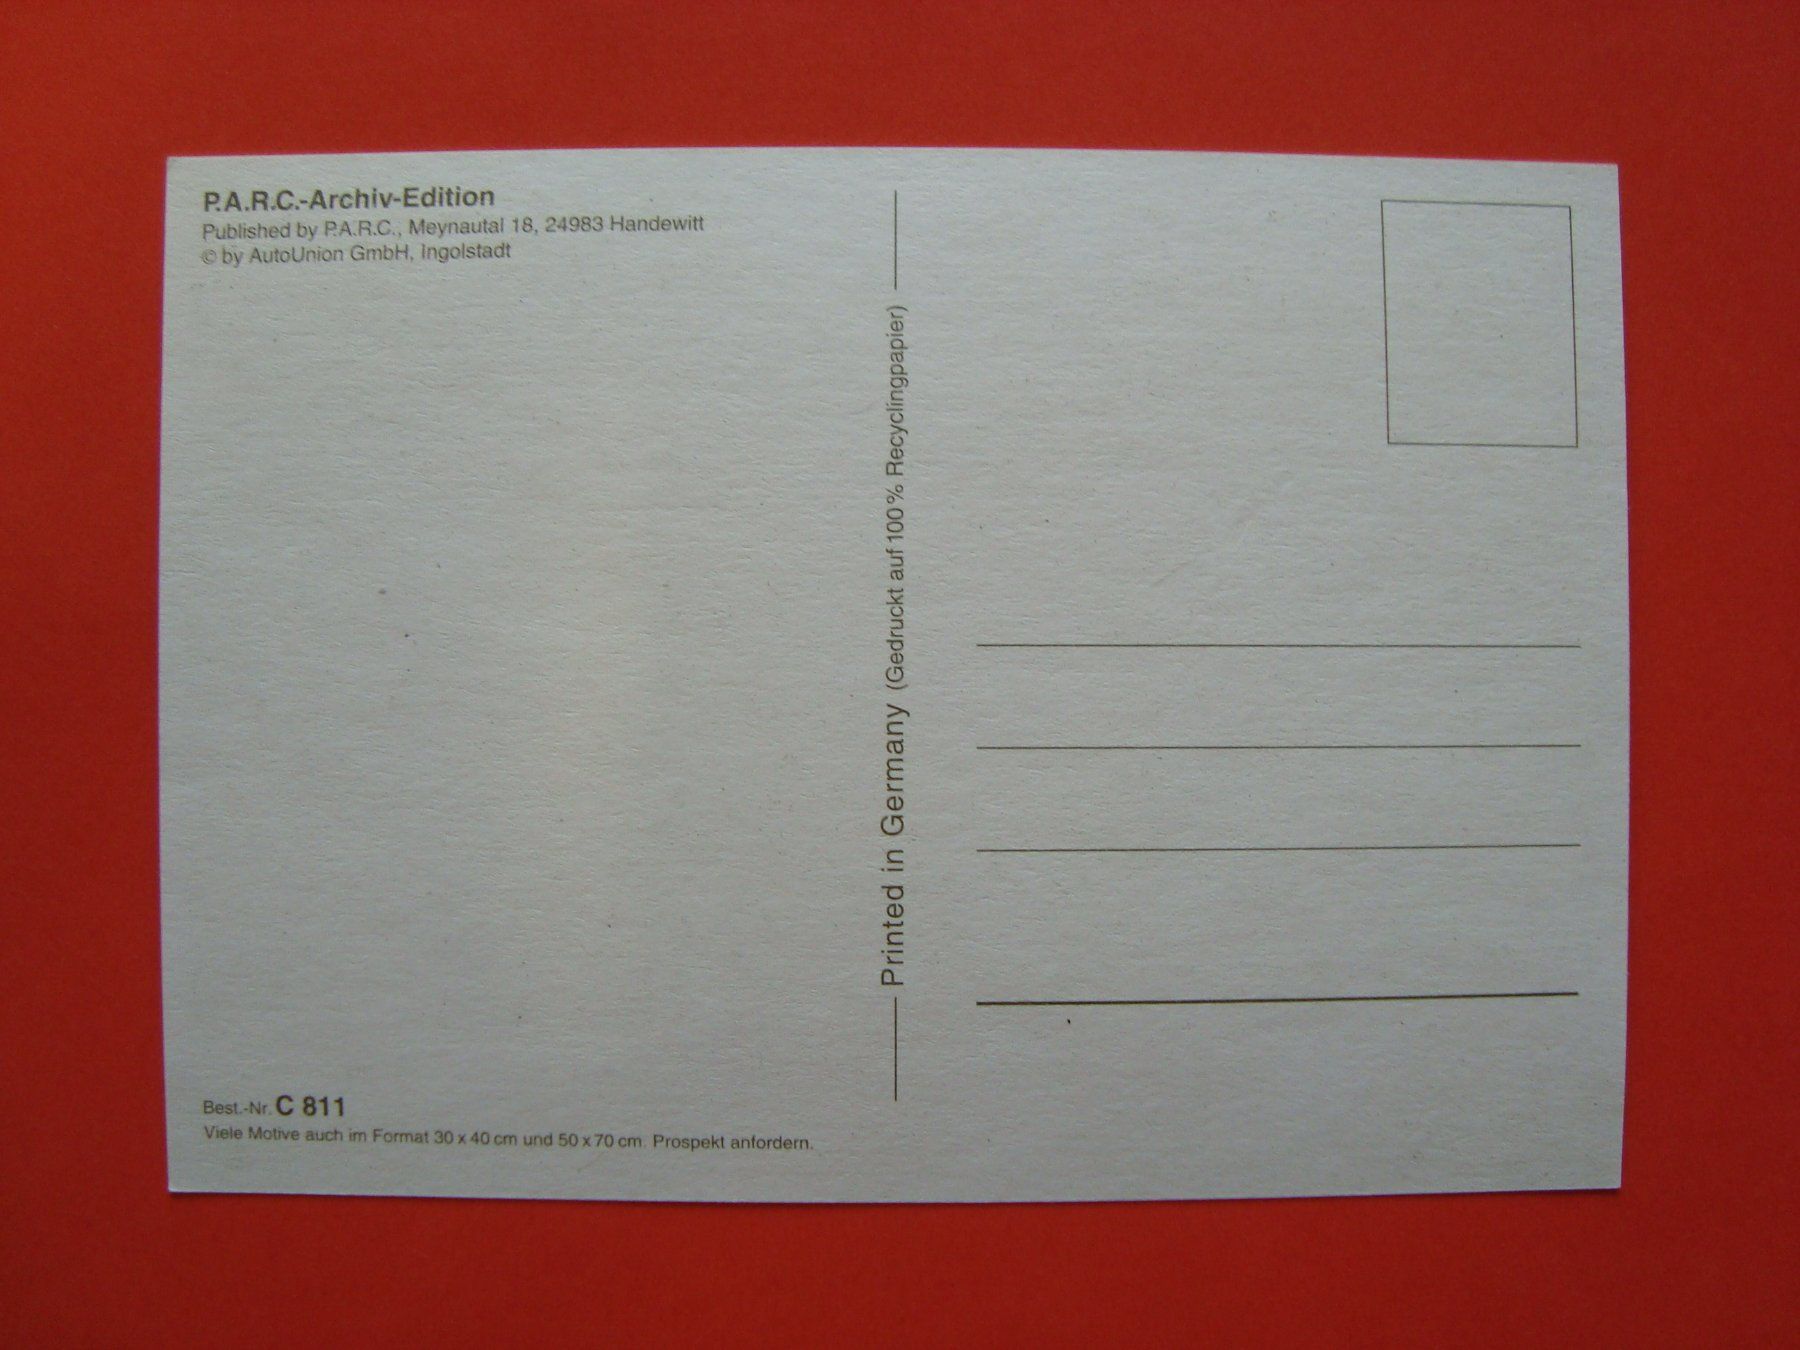 P.A.R.C.-Archiv-Edition
Published by P.A.R.C., Meynautal 18, 24983 Handewitt
© by AutoUnion GmbH, Ingolstadt
Printed in Germany (Gedruckt auf 100% Recyclingpapier)
Best.-Nr. C 811
Viele Motive auch im Format 30 x 40 cm und 50 x 70 cm. Prospekt anfordern.